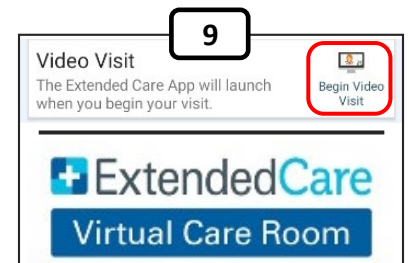 9
Video Visit
The Extended Care App will launch
when you begin your visit.
Begin Video
Visit
ExtendedCare
Virtual Care Room